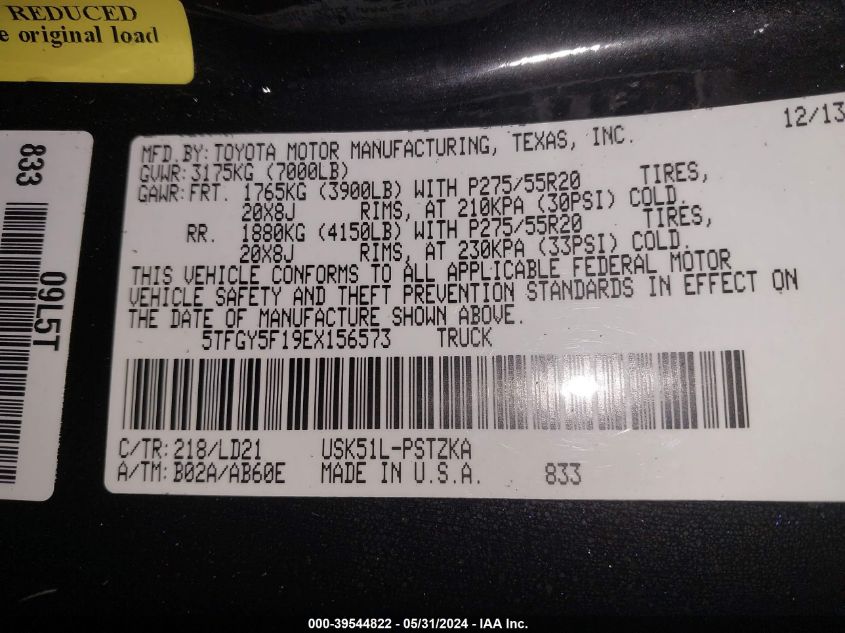 REDUCED
e original load
833
09L5T
12/13
MFD.BY:TOYOTA MOTOR MANUFACTURING, TEXAS, INC.
GVWR:3175KG (7000LB)
GAWR:FRT. 1765KG (3900LB) WITH P275/55R20 TIRES,
20X8J RIMS, AT 210KPA (30PSI) COLD.
RR. 1880KG (4150LB) WITH P275/55R20 TIRES,
20X8J RIMS, AT 230KPA (33PSI) COLD.
THIS VEHICLE CONFORMS TO ALL APPLICABLE FEDERAL MOTOR
VEHICLE SAFETY AND THEFT PREVENTION STANDARDS IN EFFECT ON
THE DATE OF MANUFACTURE SHOWN ABOVE.
5TFGY5F19EX156573 TRUCK
C/TR:218/LD21 USK51L-PSTZKA
A/TM:B02A/AB60E MADE IN U.S.A. 833
000-39544822 - 05/31/2024 - IAA Inc.